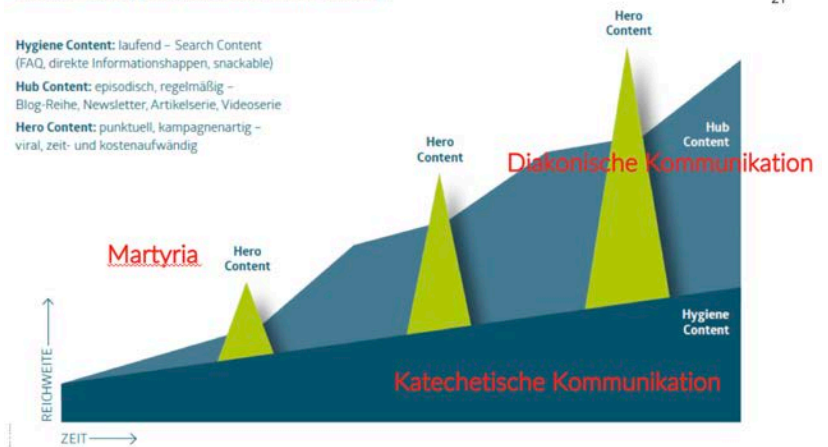 21
Hygiene Content: laufend – Search Content
(FAQ, direkte Informationshappen, snackable)
Hub Content: episodisch, regelmäßig –
Blog-Reihe, Newsletter, Artikelserie, Videoserie
Hero Content: punktuell, kampagnenartig –
viral, zeit- und kostenaufwändig
Hero
Content
Hero
Content
Hub
Content
Diakonische Kommunikation
Martyria
Hero
Content
Hygiene
Content
Katechetische Kommunikation
REICHWEITE
ZEIT